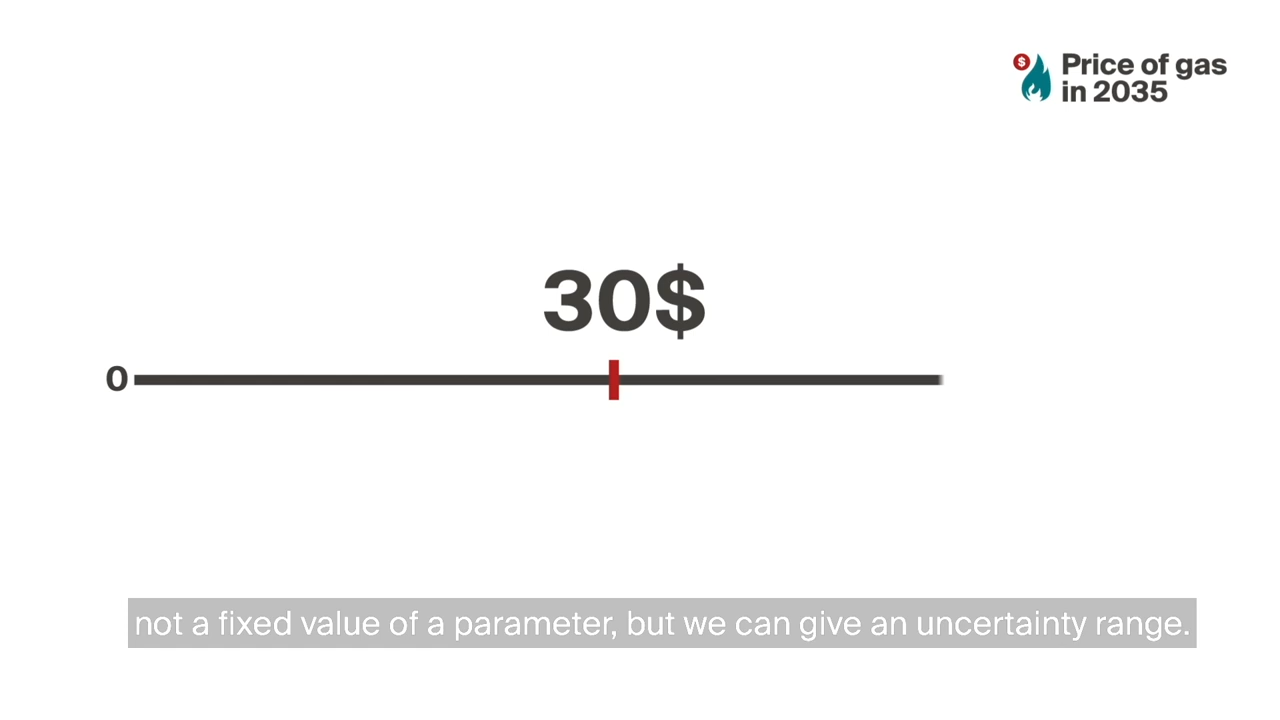 $
Price of gas
in 2035
30$
0
not a fixed value of a parameter, but we can give an uncertainty range.